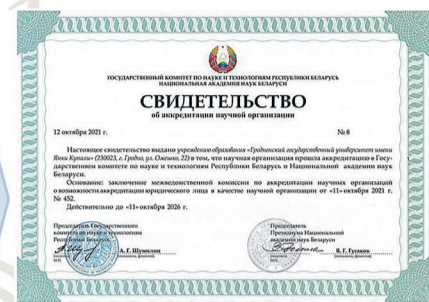 ГОСУДАРСТВЕННЫЙ КОМИТЕТ ПО НАУКЕ И ТЕХНОЛОГИЯМ РЕСПУБЛИКИ БЕЛАРУСЬ
НАЦИОНАЛЬНАЯ АКАДЕМИЯ НАУК БЕЛАРУСИ
СВИДЕТЕЛЬСТВО
об аккредитации научной организации
12 октября 2021 г. № 8
Настоящее свидетельство выдано учреждению образования «Гродненский государственный университет имени
Янки Купалы» (230023, г. Гродно, ул. Ожешко, 22) в том, что научная организация прошла аккредитацию в Госу-
дарственном комитете по науке и технологиям Республики Беларусь и Национальной академии наук
Беларуси.
Основание: заключение межведомственной комиссии по аккредитации научных организаций
о возможности аккредитации юридического лица в качестве научной организации от «11» октября 2021 г.
№ 452.
Действительно до «11» октября 2026 г.
Председатель Государственного
комитета по науке и технологиям
Республики Беларусь
А. Г. Шумилин
Председатель
Президиума Национальной
академии наук Беларуси
В. Г. Гусаков